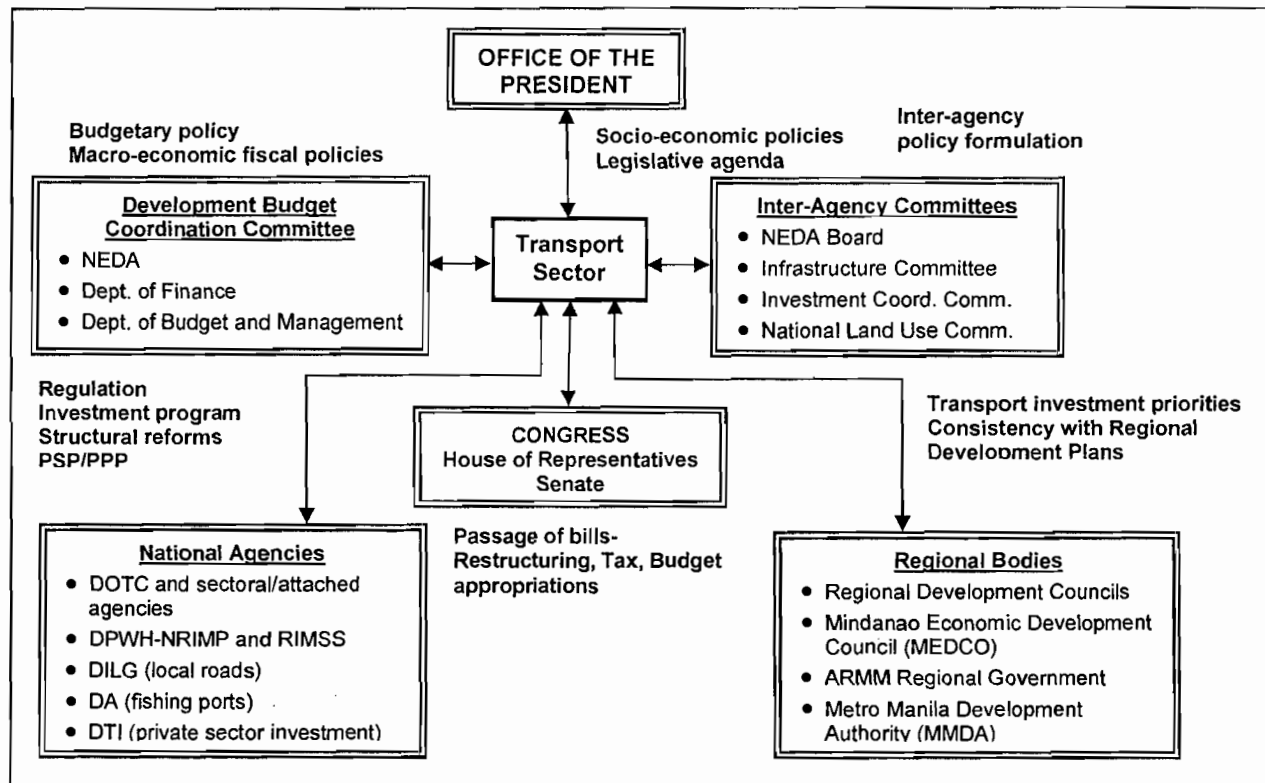 OFFICE OF THE
PRESIDENT
Budgetary policy
Macro-economic fiscal policies
Socio-economic policies
Legislative agenda
Inter-agency
policy formulation
Development Budget
Coordination Committee
• NEDA
• Dept. of Finance
• Dept. of Budget and Management
Transport
Sector
Inter-Agency Committees
• NEDA Board
• Infrastructure Committee
• Investment Coord. Comm.
• National Land Use Comm.
Regulation
Investment program
Structural reforms
PSP/PPP
CONGRESS
House of Representatives
Senate
Transport investment priorities
Consistency with Regional
Development Plans
Passage of bills-
Restructuring, Tax, Budget
appropriations
National Agencies
• DOTC and sectoral/attached
agencies
• DPWH-NRIMP and RIMSS
• DILG (local roads)
• DA (fishing ports)
• DTI (private sector investment)
Regional Bodies
• Regional Development Councils
• Mindanao Economic Development
Council (MEDCO)
• ARMM Regional Government
• Metro Manila Development
Authority (MMDA)